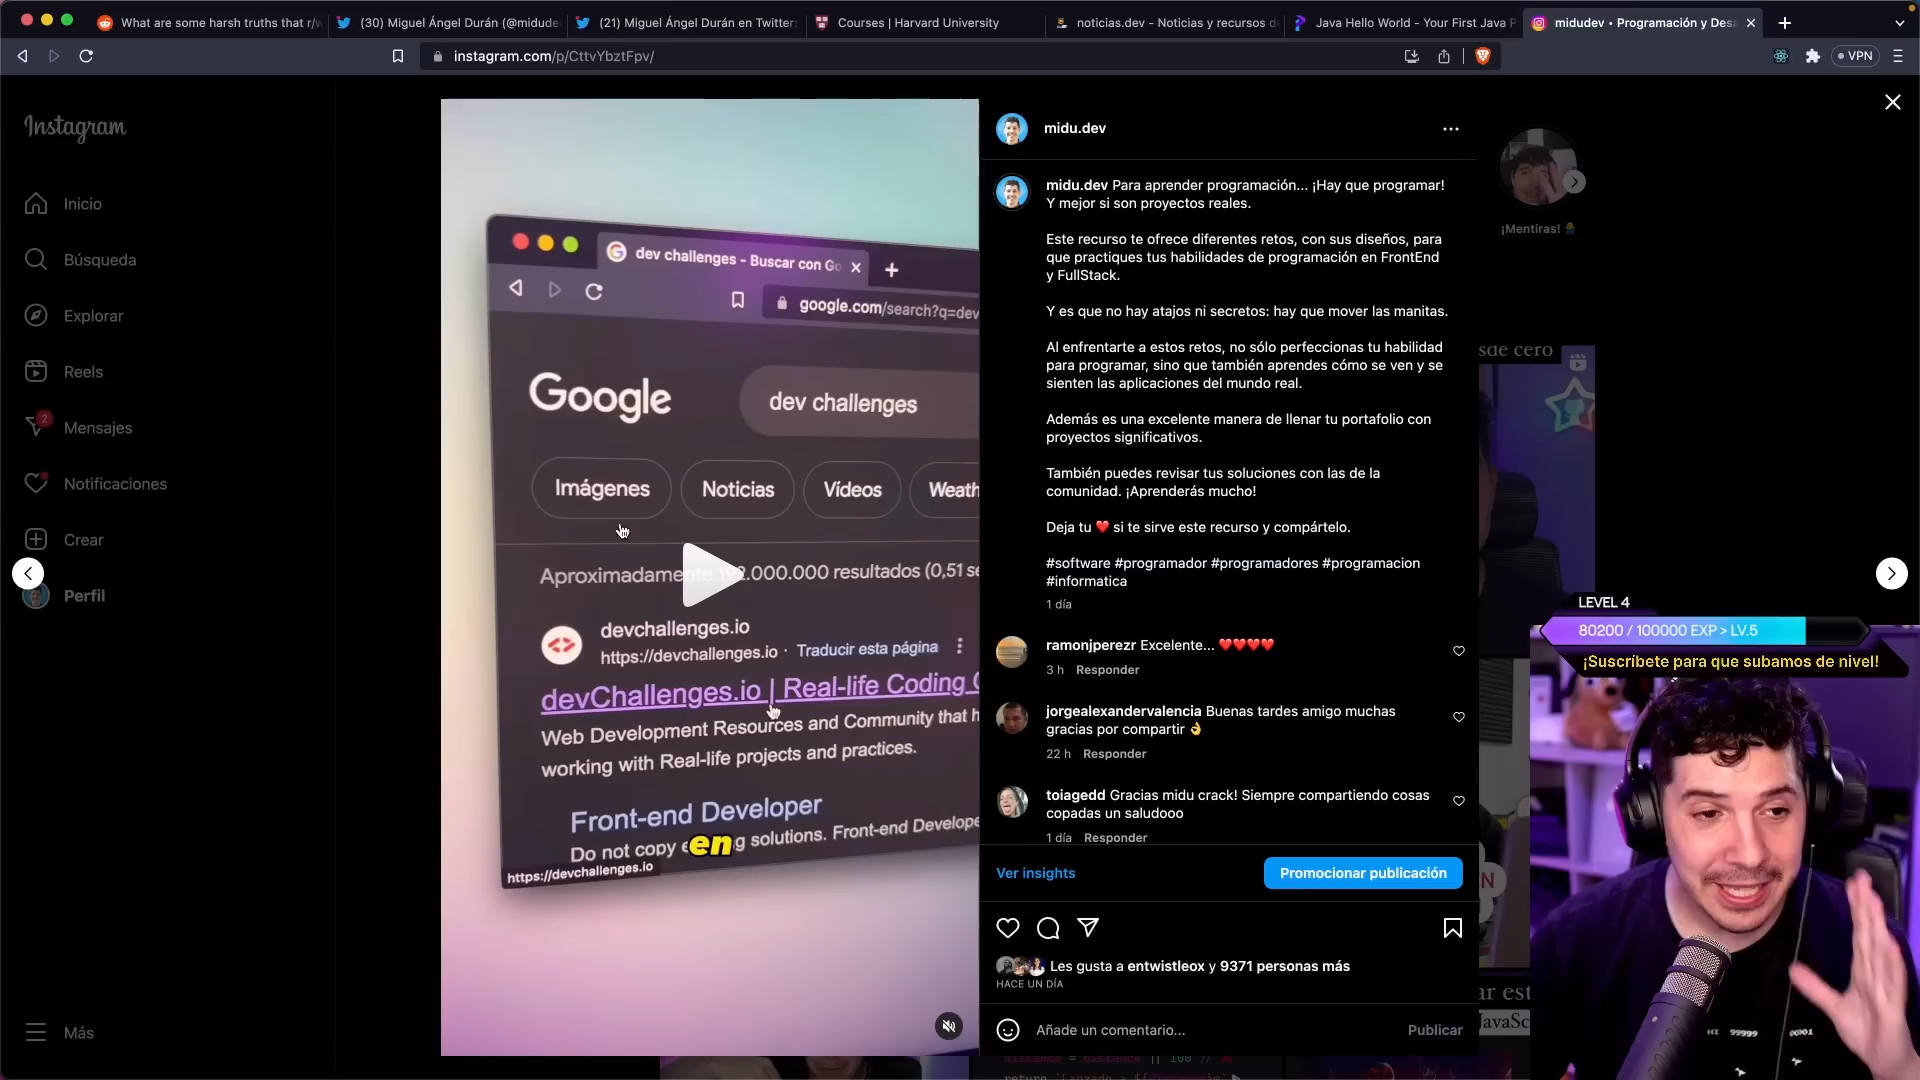 What are some harsh truths that r/
(30) Miguel Ángel Durán (@midude
(21) Miguel Ángel Durán en Twitter:
Courses | Harvard University
noticias.dev - Noticias y recursos d
Java Hello World - Your First Java P
midudev • Programación y Desa
instagram.com/p/CttvYbztFpv/
VPN
Instagram
Inicio
Búsqueda
Explorar
Reels
2
Mensajes
Notificaciones
Crear
Perfil
Más
dev challenges - Buscar con Go
google.com/search?q=dev
Google
dev challenges
Imágenes
Noticias
Vídeos
Weath
resultados (0,51 se
devchallenges.io
https://devchallenges.io · Traducir esta página
devChallenges.io | Real-life Coding C
Web Development Resources and Community that h
working with Real-life projects and practices.
Front-end Developer
Do not copy
solutions. Front-end Develope
en
https://devchallenges.io
midu.dev
midu.dev Para aprender programación... ¡Hay que programar!
Y mejor si son proyectos reales.
Este recurso te ofrece diferentes retos, con sus diseños, para
que practiques tus habilidades de programación en FrontEnd
y FullStack.
Y es que no hay atajos ni secretos: hay que mover las manitas.
Al enfrentarte a estos retos, no sólo perfeccionas tu habilidad
para programar, sino que también aprendes cómo se ven y se
sienten las aplicaciones del mundo real.
Además es una excelente manera de llenar tu portafolio con
proyectos significativos.
También puedes revisar tus soluciones con las de la
comunidad. ¡Aprenderás mucho!
Deja tu ❤️ si te sirve este recurso y compártelo.
#software #programador #programadores #programacion
#informatica
1 día
ramonjperezr Excelente... ❤️❤️❤️❤️
3 h Responder
jorgealexandervalencia Buenas tardes amigo muchas
gracias por compartir 👌
22 h Responder
toiagedd Gracias midu crack! Siempre compartiendo cosas
copadas un saludooo
1 día Responder
Ver insights
Promocionar publicación
Les gusta a entwistleox y 9371 personas más
HACE UN DÍA
Añade un comentario...
Publicar
¡Mentiras!
sde cero
LEVEL 4
80200 / 100000 EXP > LV.5
¡Suscríbete para que subamos de nivel!
ar est
JavaSc
distance = distance || 100 //